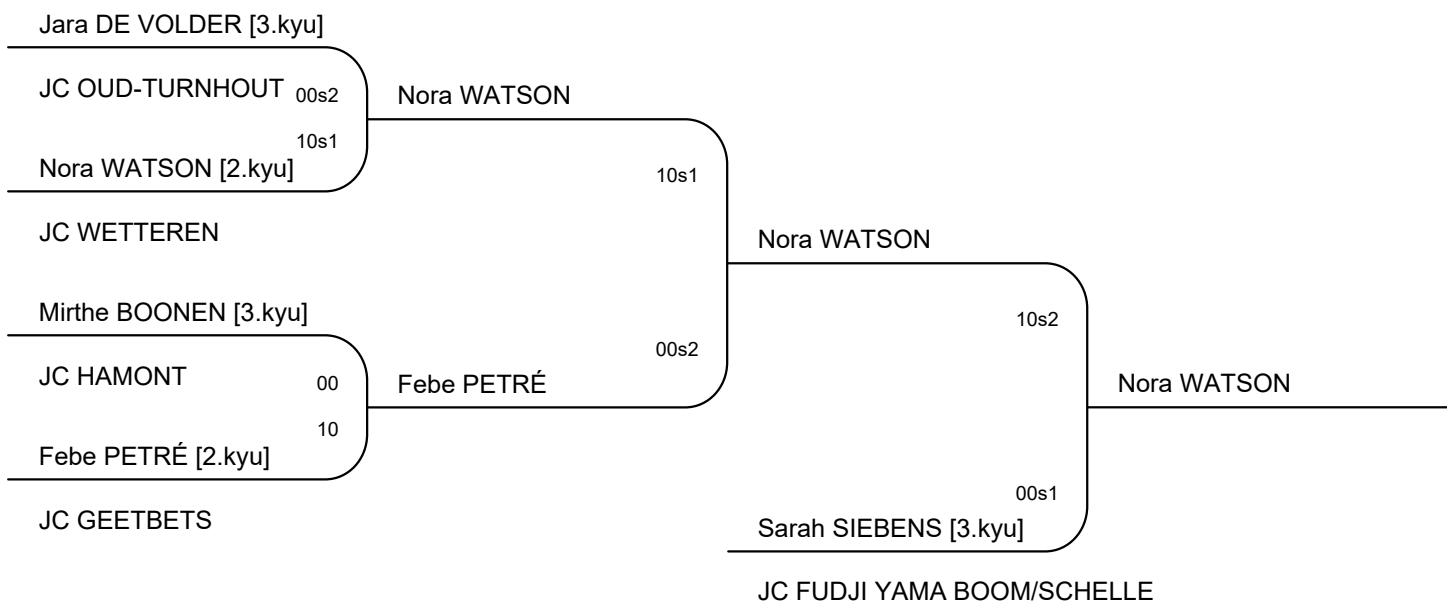 Jara DE VOLDER [3.kyu]
JC OUD-TURNHOUT 00s2
Nora WATSON
10s1
Nora WATSON [2.kyu]
10s1
JC WETTEREN
Nora WATSON
Mirthe BOONEN [3.kyu]
10s2
00s2
JC HAMONT 00
Febe PETRÉ
Nora WATSON
10
Febe PETRÉ [2.kyu]
00s1
JC GEETBETS
Sarah SIEBENS [3.kyu]
JC FUDJI YAMA BOOM/SCHELLE